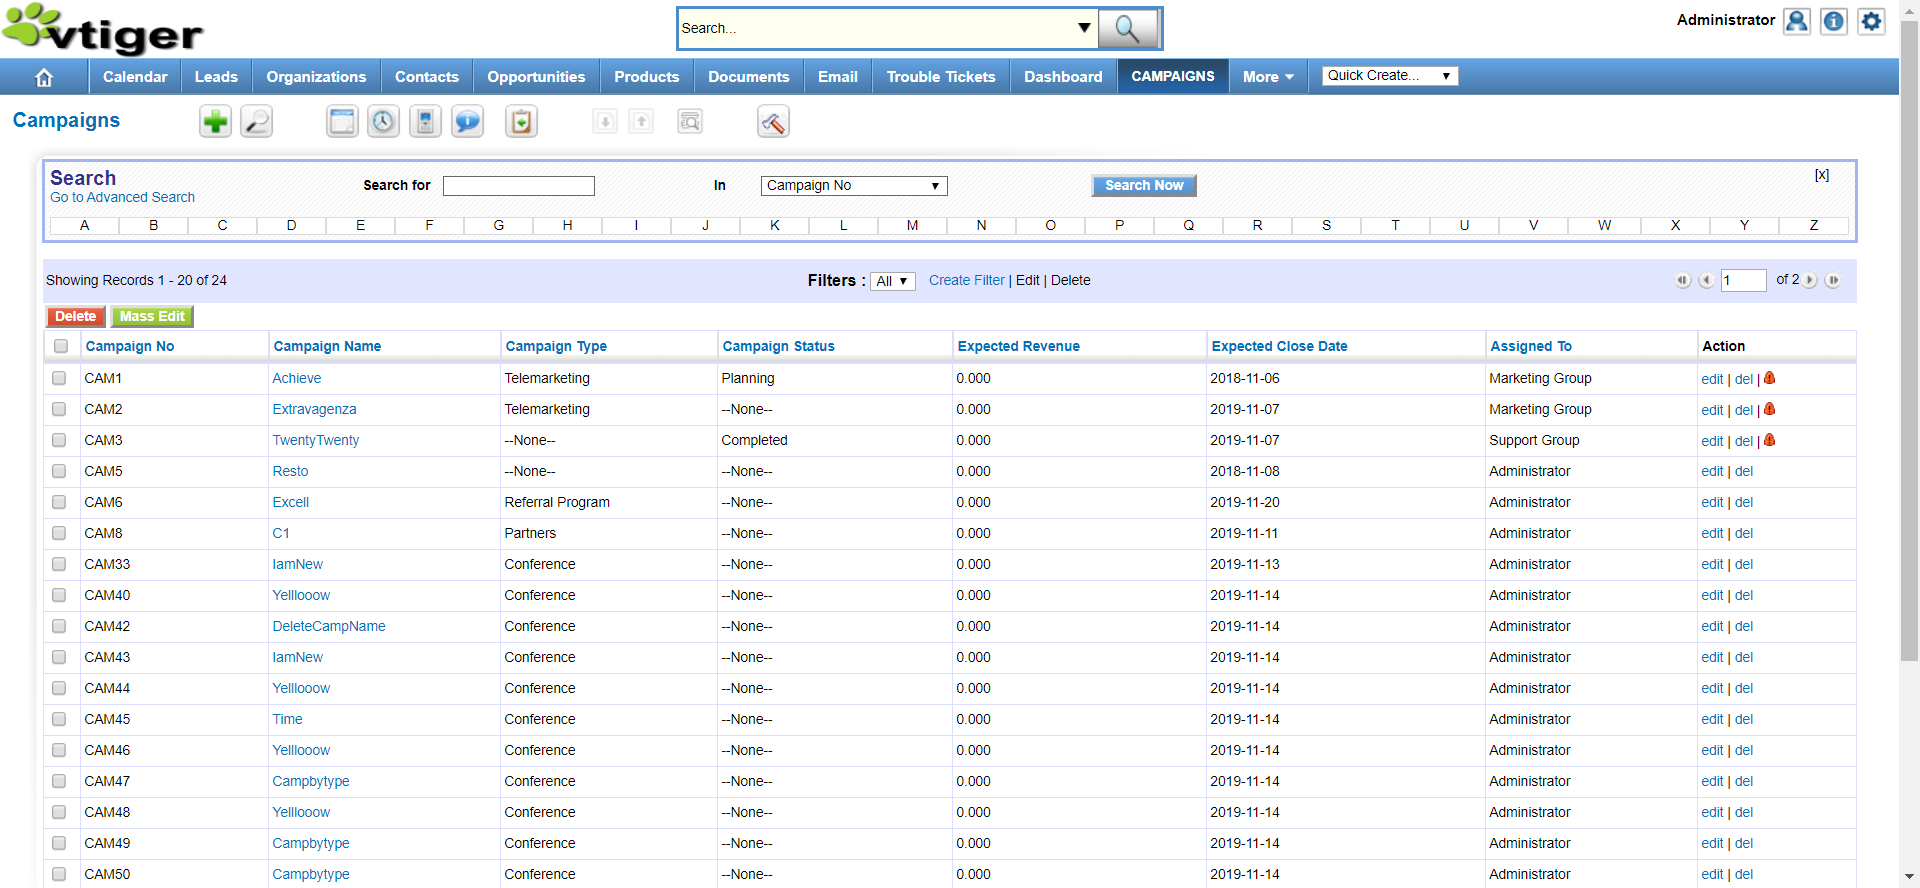 vtiger
Search...
Administrator
Calendar Leads Organizations Contacts Opportunities Products Documents Email Trouble Tickets Dashboard CAMPAIGNS More Quick Create...
Campaigns
Search
Go to Advanced Search
Search for In Campaign No Search Now [x]
A B C D E F G H I J K L M N O P Q R S T U V W X Y Z
Showing Records 1 - 20 of 24 Filters : All Create Filter | Edit | Delete 1 of 2
Delete Mass Edit
Campaign No Campaign Name Campaign Type Campaign Status Expected Revenue Expected Close Date Assigned To Action
CAM1 Achieve Telemarketing Planning 0.000 2018-11-06 Marketing Group edit | del |
CAM2 Extravagenza Telemarketing --None-- 0.000 2019-11-07 Marketing Group edit | del |
CAM3 TwentyTwenty --None-- Completed 0.000 2019-11-07 Support Group edit | del |
CAM5 Resto --None-- --None-- 0.000 2018-11-08 Administrator edit | del
CAM6 Excell Referral Program --None-- 0.000 2019-11-20 Administrator edit | del
CAM8 C1 Partners --None-- 0.000 2019-11-11 Administrator edit | del
CAM33 IamNew Conference --None-- 0.000 2019-11-13 Administrator edit | del
CAM40 Yelllooow Conference --None-- 0.000 2019-11-14 Administrator edit | del
CAM42 DeleteCampName Conference --None-- 0.000 2019-11-14 Administrator edit | del
CAM43 IamNew Conference --None-- 0.000 2019-11-14 Administrator edit | del
CAM44 Yelllooow Conference --None-- 0.000 2019-11-14 Administrator edit | del
CAM45 Time Conference --None-- 0.000 2019-11-14 Administrator edit | del
CAM46 Yelllooow Conference --None-- 0.000 2019-11-14 Administrator edit | del
CAM47 Campbytype Conference --None-- 0.000 2019-11-14 Administrator edit | del
CAM48 Yelllooow Conference --None-- 0.000 2019-11-14 Administrator edit | del
CAM49 Campbytype Conference --None-- 0.000 2019-11-14 Administrator edit | del
CAM50 Campbytype Conference --None-- 0.000 2019-11-14 Administrator edit | del